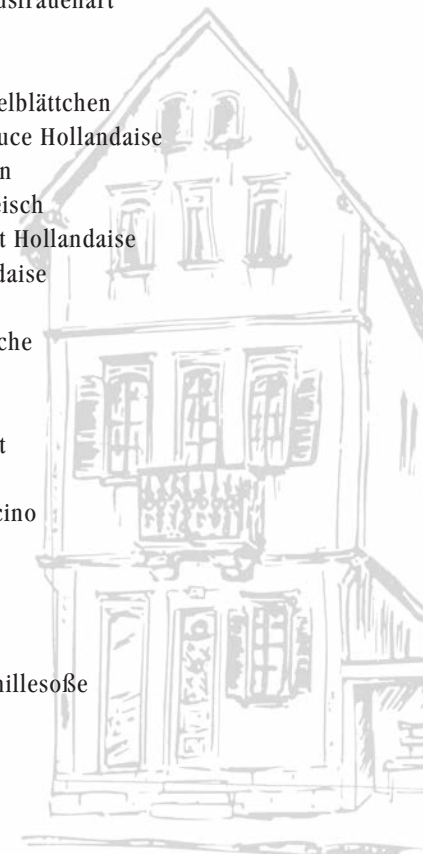 usfrauenart
elblättchen
uce Hollandaise
n
eisch
t Hollandaise
daise
che
t
cino
nillesoße